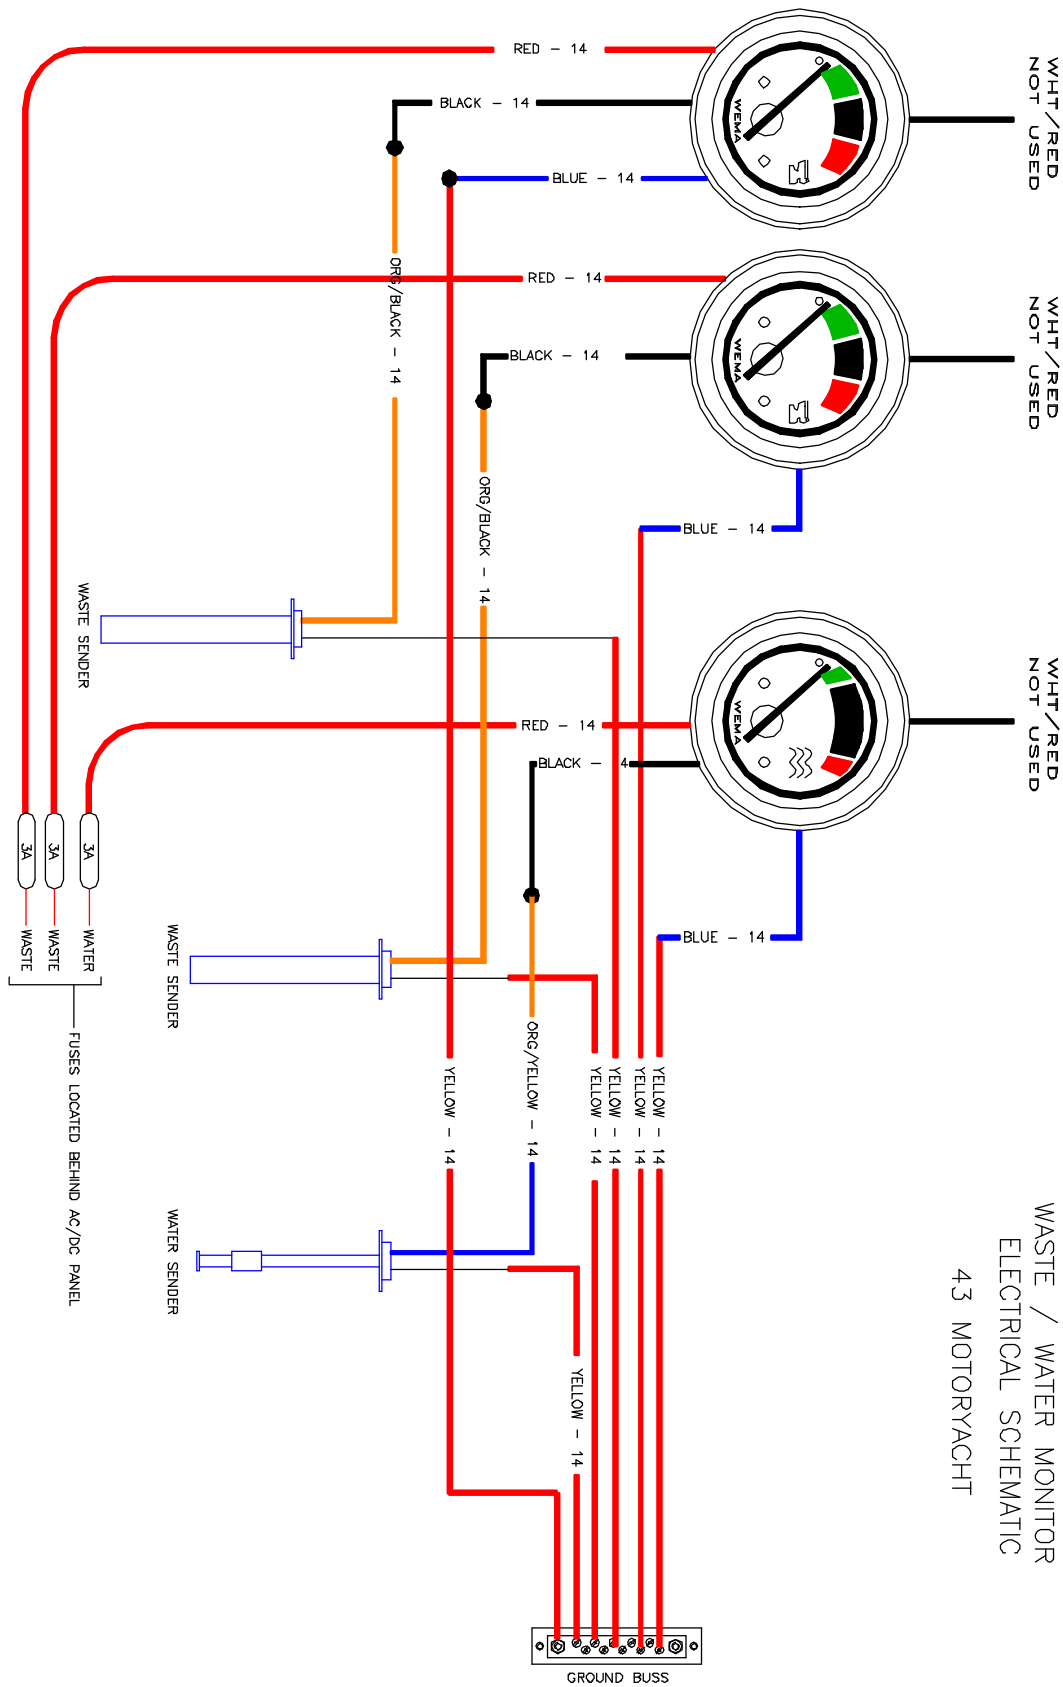 WASTE / WATER MONITOR
ELECTRICAL SCHEMATIC
43 MOTORYACHT
WHT/RED
NOT USED
WHT/RED
NOT USED
WHT/RED
NOT USED
RED - 14
BLACK - 14
BLUE - 14
WEMA
ORG/BLACK - 14
RED - 14
BLACK - 14
WEMA
ORG/BLACK - 14
BLUE - 14
WASTE SENDER
RED - 14
BLACK - 4
WEMA
3A
3A
3A
WASTE
WASTE
WATER
FUSES LOCATED BEHIND AC/DC PANEL
WASTE SENDER
BLUE - 14
ORG/YELLOW - 14
YELLOW - 14
YELLOW - 14
YELLOW - 14
YELLOW - 14
YELLOW - 14
WATER SENDER
YELLOW - 14
GROUND BUSS